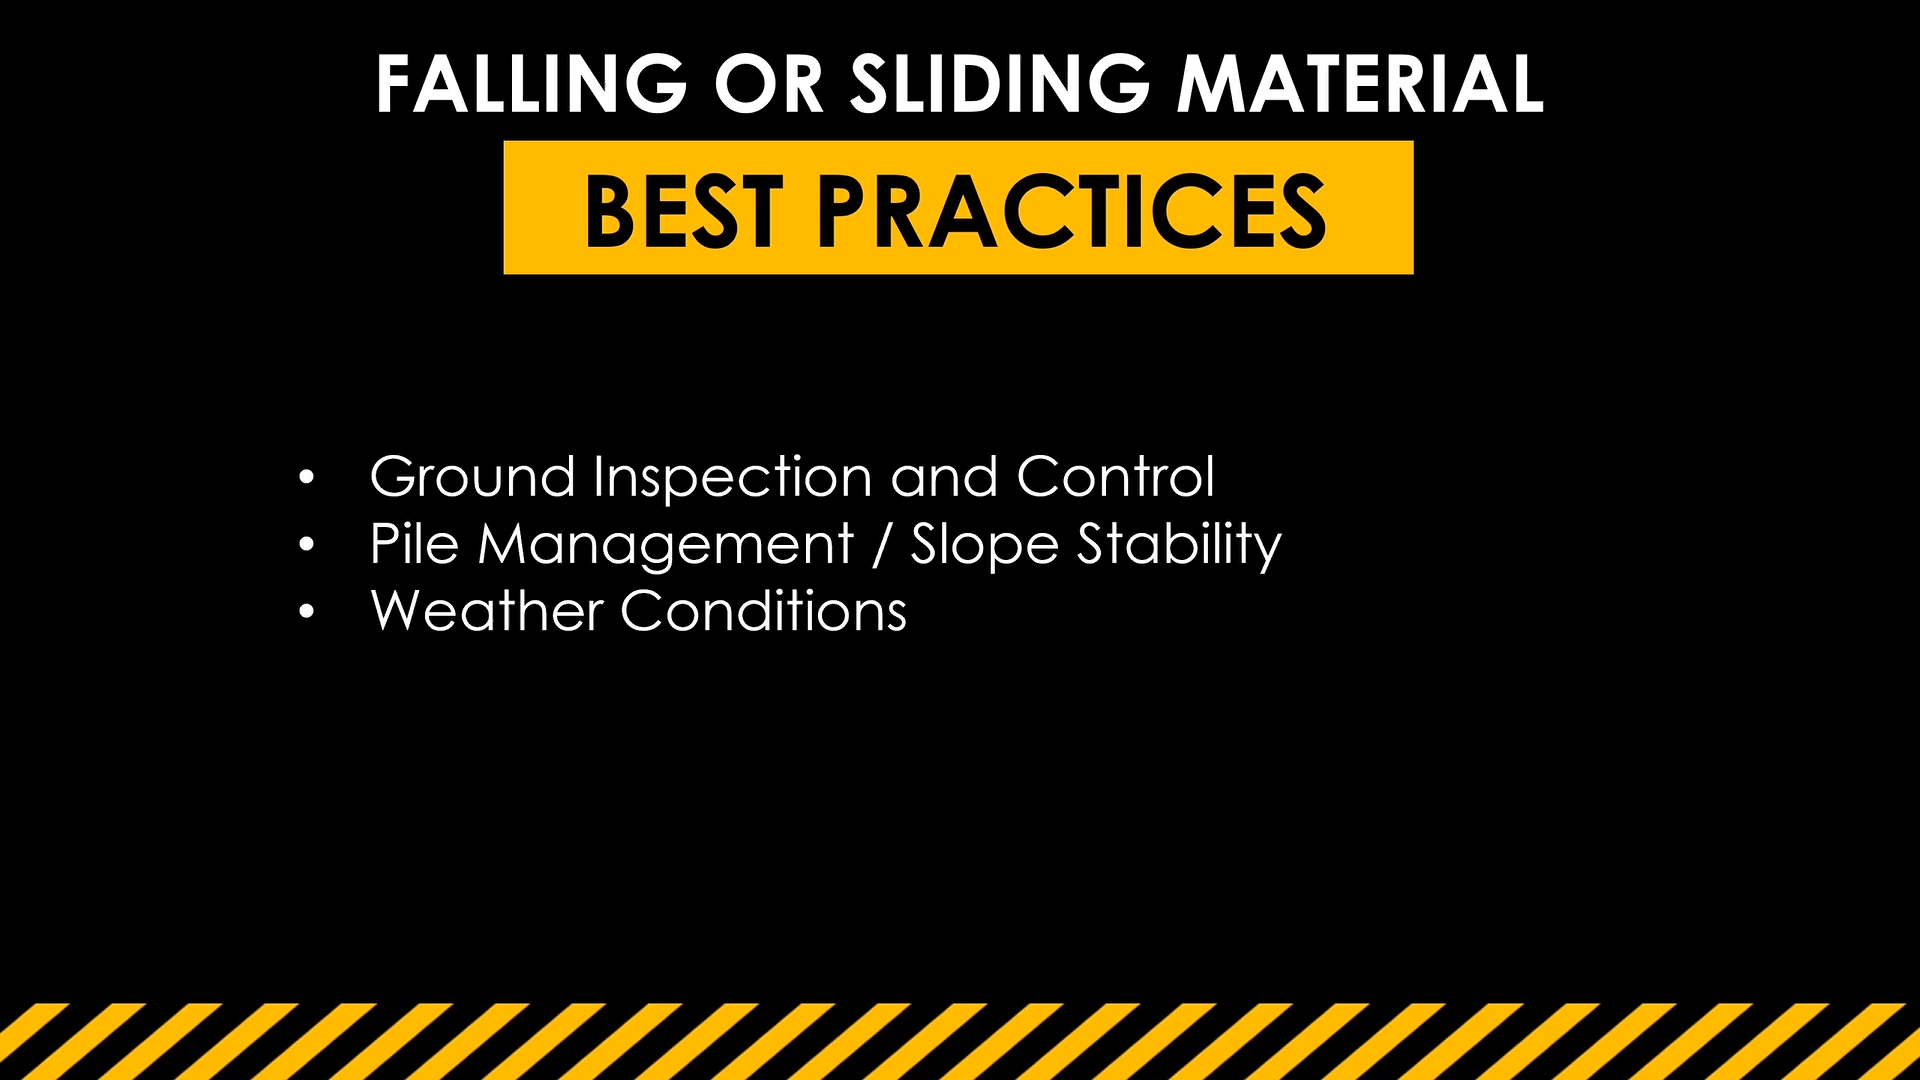 FALLING OR SLIDING MATERIAL
BEST PRACTICES
• Ground Inspection and Control
• Pile Management / Slope Stability
• Weather Conditions